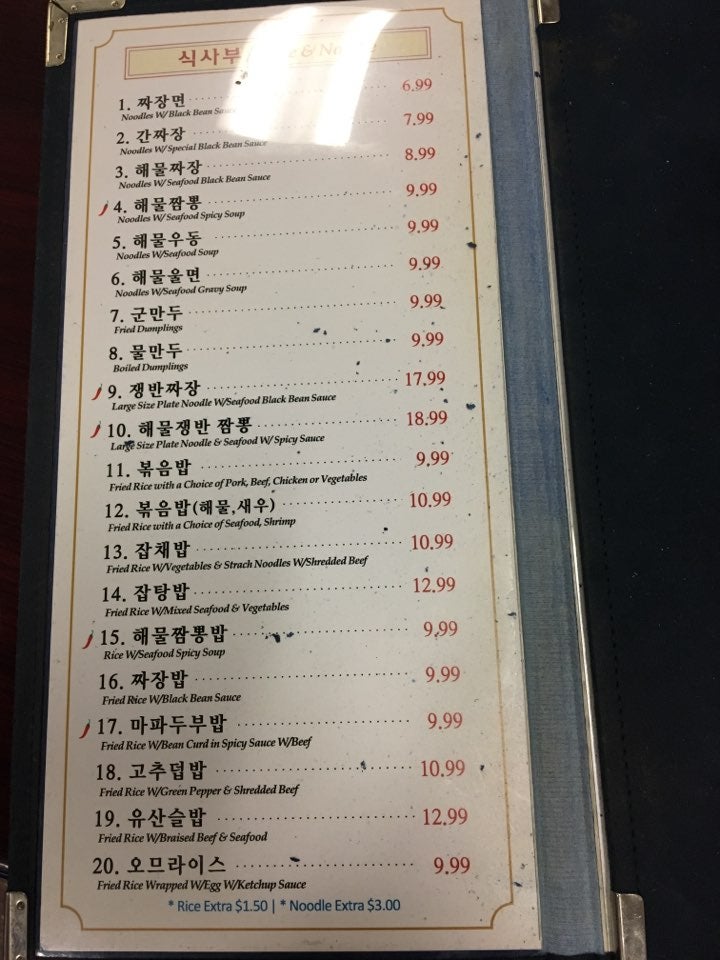 식사부
1. 짜장면 6.99
Noodles W/Black Bean Sauce
2. 간짜장 7.99
Noodles W/Special Black Bean Sauce
3. 해물짜장 8.99
Noodles W/Seafood Black Bean Sauce
4. 해물짬뽕 9.99
Noodles W/Seafood Spicy Soup
5. 해물우동 9.99
Noodles W/Seafood Soup
6. 해물울면 9.99
Noodles W/Seafood Gravy Soup
7. 군만두 9.99
Fried Dumplings
8. 물만두 9.99
Boiled Dumplings
9. 쟁반짜장 17.99
Large Size Plate Noodle W/Seafood Black Bean Sauce
10. 해물쟁반 짬뽕 18.99
Large Size Plate Noodle & Seafood W/Spicy Sauce
11. 볶음밥 9.99
Fried Rice with a Choice of Pork, Beef, Chicken or Vegetables
12. 볶음밥(해물,새우) 10.99
Fried Rice with a Choice of Seafood, Shrimp
13. 잡채밥 10.99
Fried Rice W/Vegetables & Strach Noodles W/Shredded Beef
14. 잡탕밥 12.99
Fried Rice W/Mixed Seafood & Vegetables
15. 해물짬뽕밥 9.99
Rice W/Seafood Spicy Soup
16. 짜장밥 9.99
Fried Rice W/Black Bean Sauce
17. 마파두부밥 9.99
Fried Rice W/Bean Curd in Spicy Sauce W/Beef
18. 고추덥밥 10.99
Fried Rice W/Green Pepper & Shredded Beef
19. 유산슬밥 12.99
Fried Rice W/Braised Beef & Seafood
20. 오므라이스 9.99
Fried Rice Wrapped W/Egg W/Ketchup Sauce
* Rice Extra $1.50 | * Noodle Extra $3.00